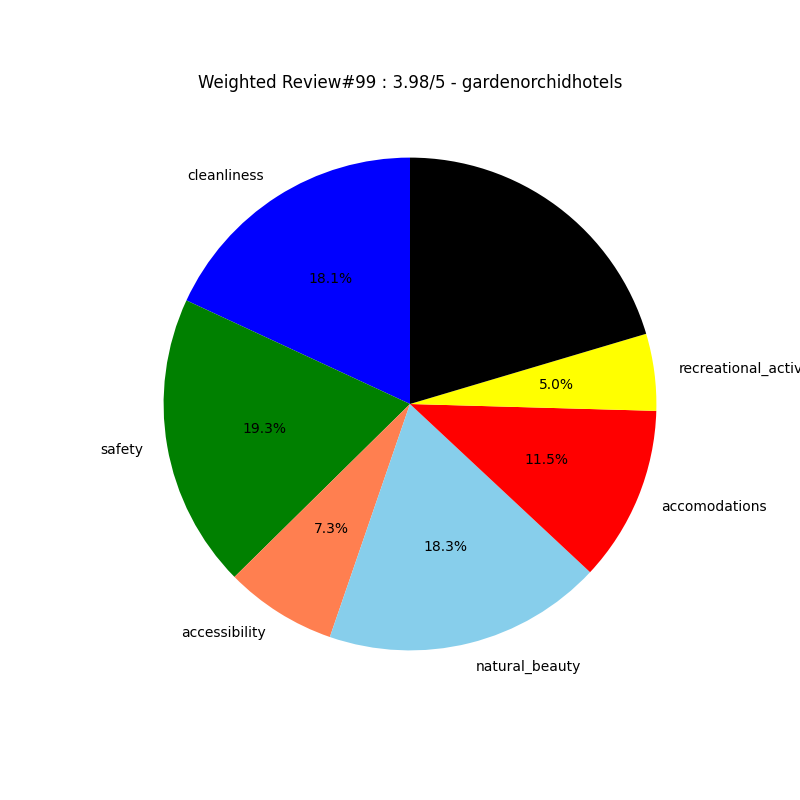 Weighted Review#99 : 3.98/5 - gardenorchidhotels
cleanliness
18.1%
recreational_activ
5.0%
safety
19.3%
11.5%
accomodations
7.3%
18.3%
accessibility
natural_beauty